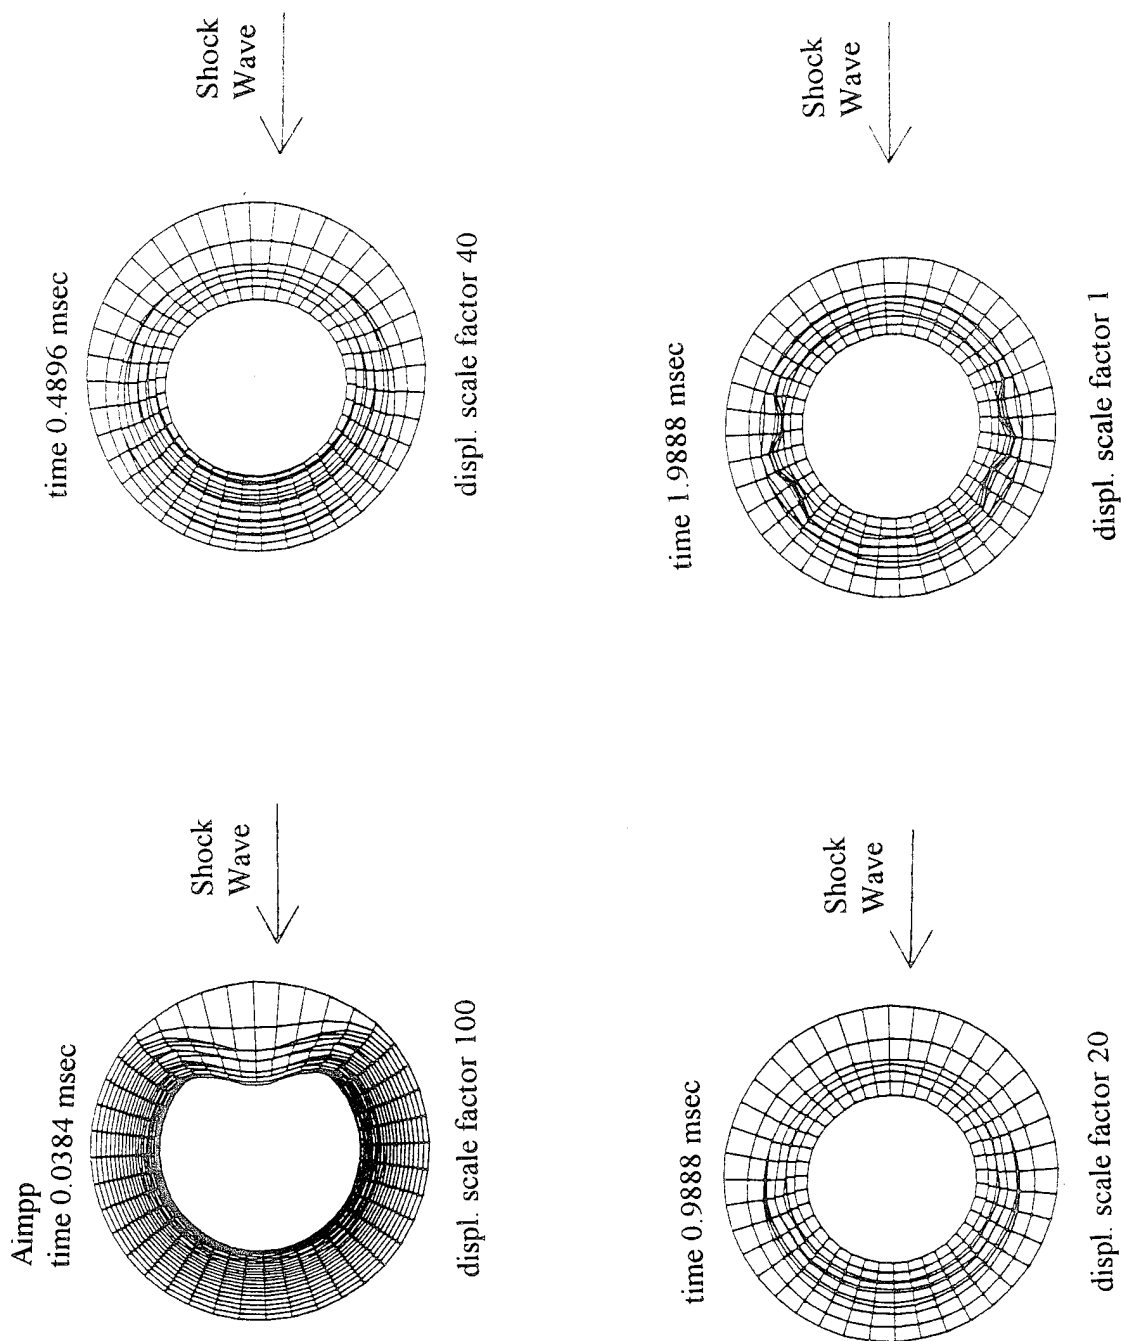 Aimpp
time 0.0384 msec
Shock
Wave
displ. scale factor 100
time 0.4896 msec
Shock
Wave
displ. scale factor 40
time 0.9888 msec
Shock
Wave
displ. scale factor 20
time 1.9888 msec
Shock
Wave
displ. scale factor 1